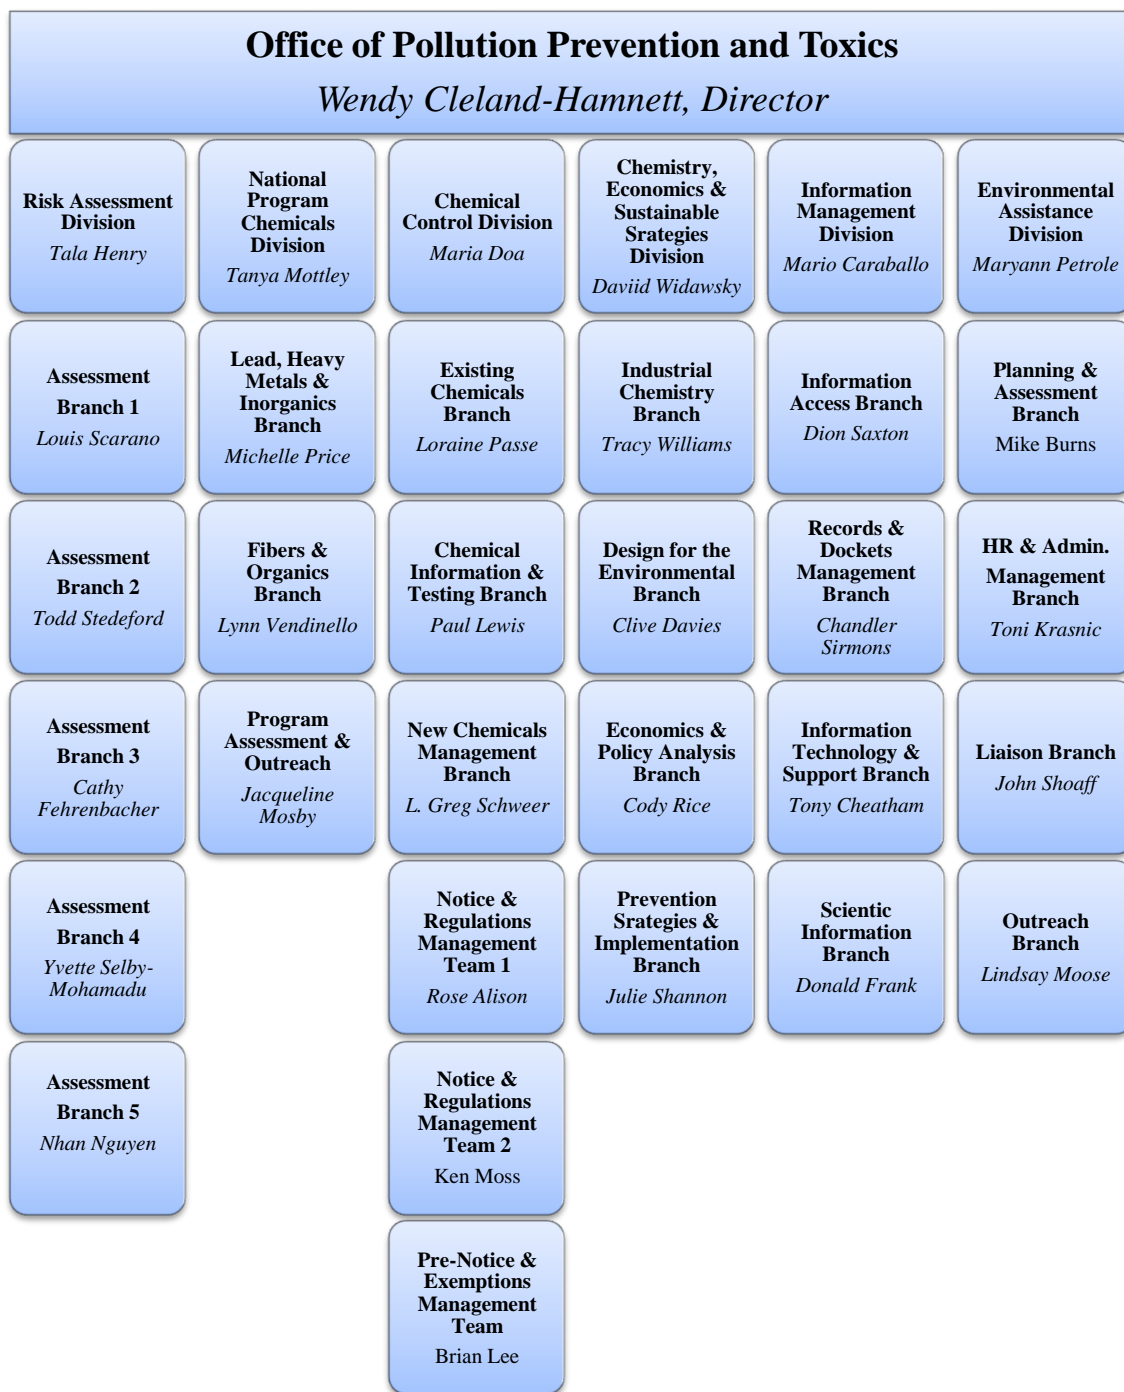 Office of Pollution Prevention and Toxics
Wendy Cleland-Hamnett, Director
Risk Assessment
Division
Tala Henry
National
Program
Chemicals
Division
Tanya Mottley
Chemical
Control Division
Maria Doa
Chemistry,
Economics &
Sustainable
Srategies
Division
Daviid Widawsky
Information
Management
Division
Mario Caraballo
Environmental
Assistance
Division
Maryann Petrole
Assessment
Branch 1
Louis Scarano
Lead, Heavy
Metals &
Inorganics
Branch
Michelle Price
Existing
Chemicals
Branch
Loraine Passe
Industrial
Chemistry
Branch
Tracy Williams
Information
Access Branch
Dion Saxton
Planning &
Assessment
Branch
Mike Burns
Assessment
Branch 2
Todd Stedeford
Fibers &
Organics
Branch
Lynn Vendinello
Chemical
Information &
Testing Branch
Paul Lewis
Design for the
Environmental
Branch
Clive Davies
Records &
Dockets
Management
Branch
Chandler
Sirmons
HR & Admin.
Management
Branch
Toni Krasnic
Assessment
Branch 3
Cathy
Fehrenbacher
Program
Assessment &
Outreach
Jacqueline
Mosby
New Chemicals
Management
Branch
L. Greg Schweer
Economics &
Policy Analysis
Branch
Cody Rice
Information
Technology &
Support Branch
Tony Cheatham
Liaison Branch
John Shoaff
Assessment
Branch 4
Yvette Selby-
Mohamadu
Notice &
Regulations
Management
Team 1
Rose Alison
Prevention
Srategies &
Implementation
Branch
Julie Shannon
Scientic
Information
Branch
Donald Frank
Outreach
Branch
Lindsay Moose
Assessment
Branch 5
Nhan Nguyen
Notice &
Regulations
Management
Team 2
Ken Moss
Pre-Notice &
Exemptions
Management
Team
Brian Lee